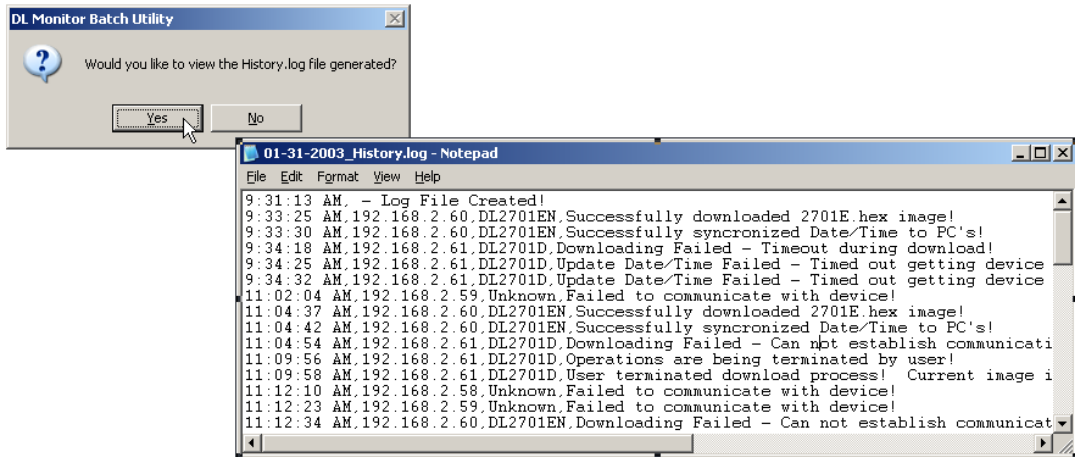 DL Monitor Batch Utility
Would you like to view the History.log file generated?
Yes No
01-31-2003_History.log - Notepad
File Edit Format View Help
9:31:13 AM, - Log File Created!
9:33:25 AM,192.168.2.60,DL2701EN,Successfully downloaded 2701E.hex image!
9:33:30 AM,192.168.2.60,DL2701EN,Successfully syncronized Date/Time to PC's!
9:34:18 AM,192.168.2.61,DL2701D,Downloading Failed - Timeout during download!
9:34:25 AM,192.168.2.61,DL2701D,Update Date/Time Failed - Timed out getting device
9:34:32 AM,192.168.2.61,DL2701D,Update Date/Time Failed - Timed out getting device
11:02:04 AM,192.168.2.59,Unknown,Failed to communicate with device!
11:04:37 AM,192.168.2.60,DL2701EN,Successfully downloaded 2701E.hex image!
11:04:42 AM,192.168.2.60,DL2701EN,Successfully syncronized Date/Time to PC's!
11:04:54 AM,192.168.2.61,DL2701D,Downloading Failed - Can not establish communicati
11:09:56 AM,192.168.2.61,DL2701D,Operations are being terminated by user!
11:09:58 AM,192.168.2.61,DL2701D,User terminated download process!  Current image i
11:12:10 AM,192.168.2.58,Unknown,Failed to communicate with device!
11:12:23 AM,192.168.2.59,Unknown,Failed to communicate with device!
11:12:34 AM,192.168.2.60,DL2701EN,Downloading Failed - Can not establish communicat